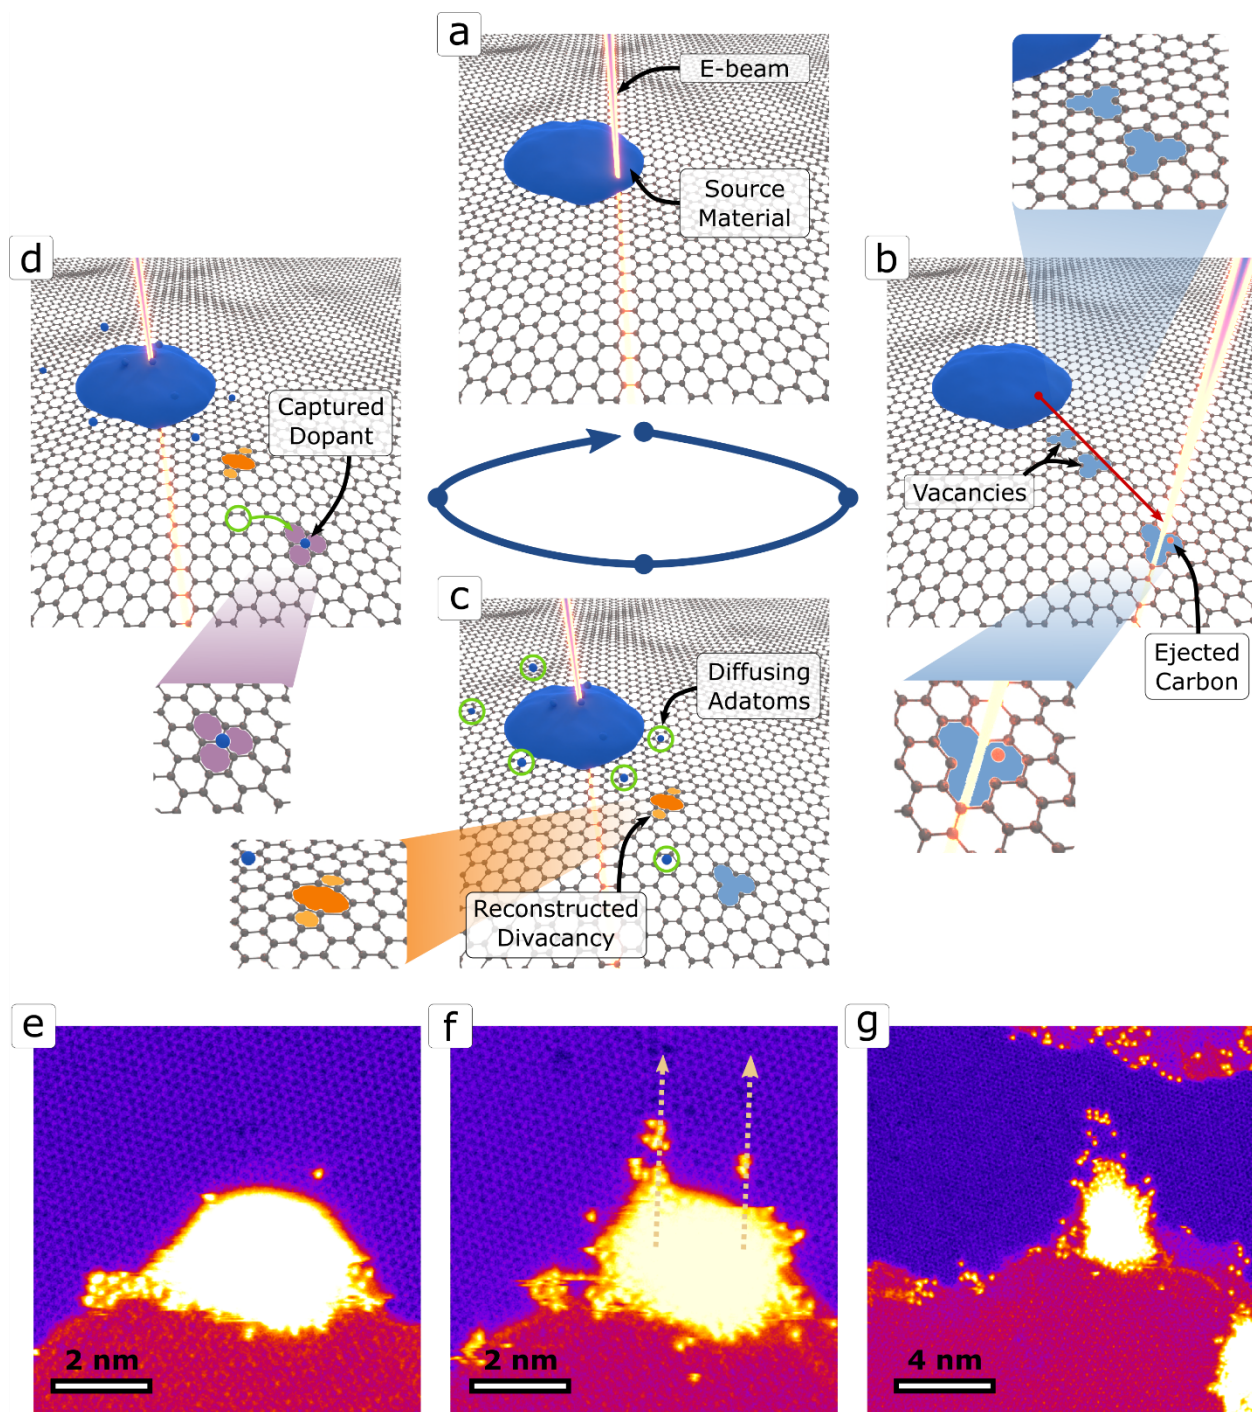 a
E-beam
Source
Material
b
Vacancies
Ejected
Carbon
d
Captured
Dopant
c
Diffusing
Adatoms
Reconstructed
Divacancy
e
2 nm
f
2 nm
g
4 nm